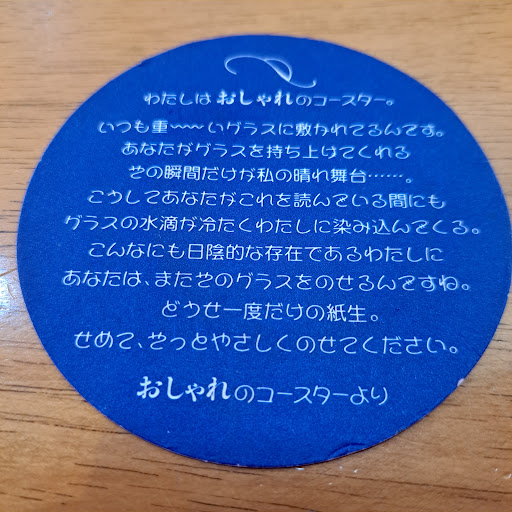 わたしは おしゃれのコースター。
いつも重〜〜いグラスに敷かれてるんです。
あなたがグラスを持ち上げてくれる
その瞬間だけが私の晴れ舞台……。
こうしてあなたがこれを読んでいる間にも
グラスの水滴が冷たくわたしに染み込んでくる。
こんなにも日陰的な存在であるわたしに
あなたは、またそのグラスをのせるんですね。
どうせ一度だけの紙生。
せめて、そっとやさしくのせてください。
おしゃれのコースターより